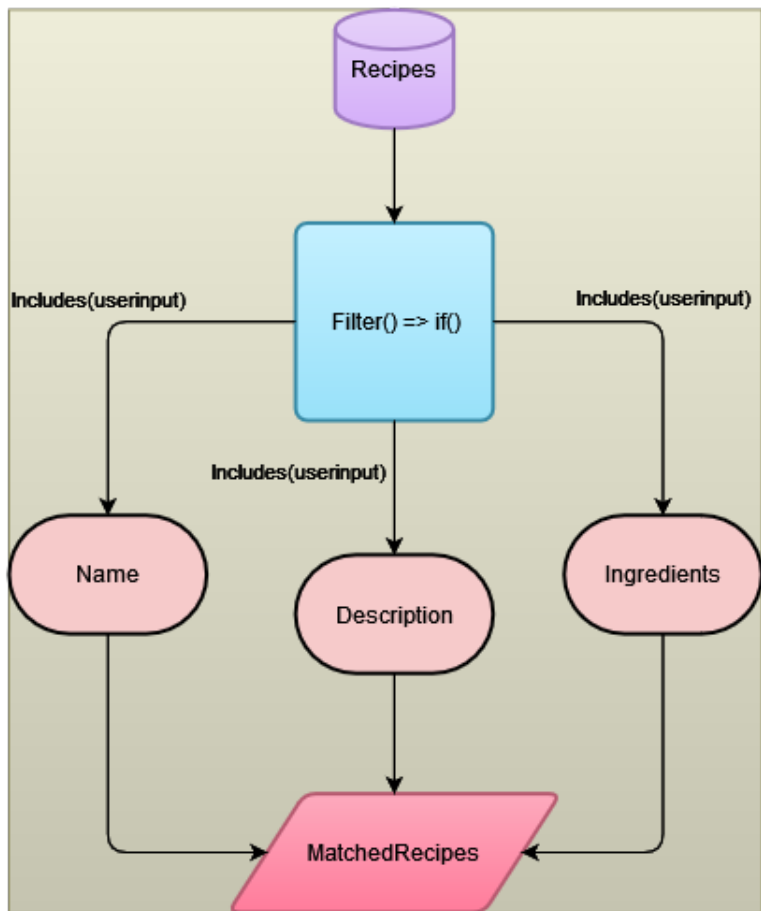 Recipes
Includes(userinput)
Filter() => if()
Includes(userinput)
Includes(userinput)
Name
Description
Ingredients
MatchedRecipes